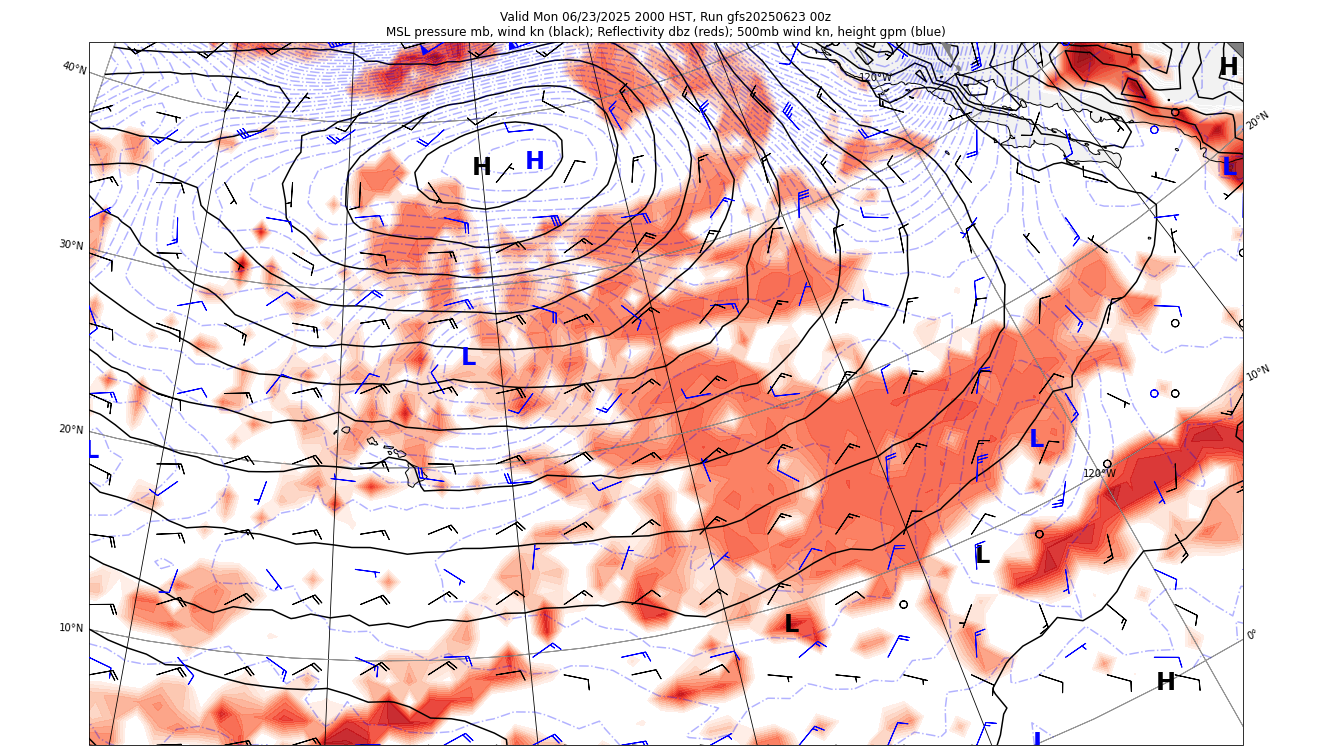 Valid Mon 06/23/2025 2000 HST, Run gfs20250623 00z
MSL pressure mb, wind kn (black); Reflectivity dbz (reds); 500mb wind kn, height gpm (blue)
40°N
120°W
H
20°N
H
H
L
30°N
L
10°N
20°N
L
L
120°W
L
10°N
L
0°
H
L